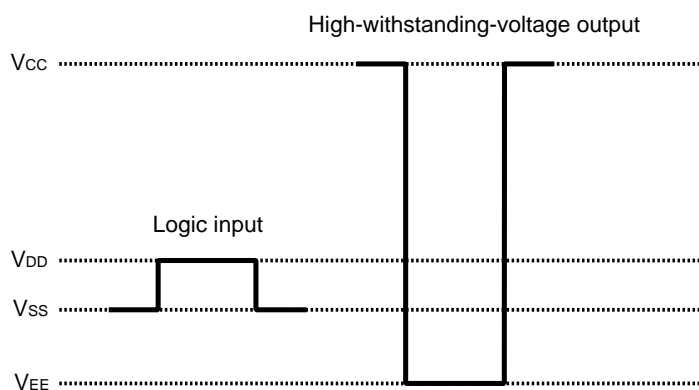 High-withstanding-voltage output
VCC
Logic input
VDD
VSS
VEE